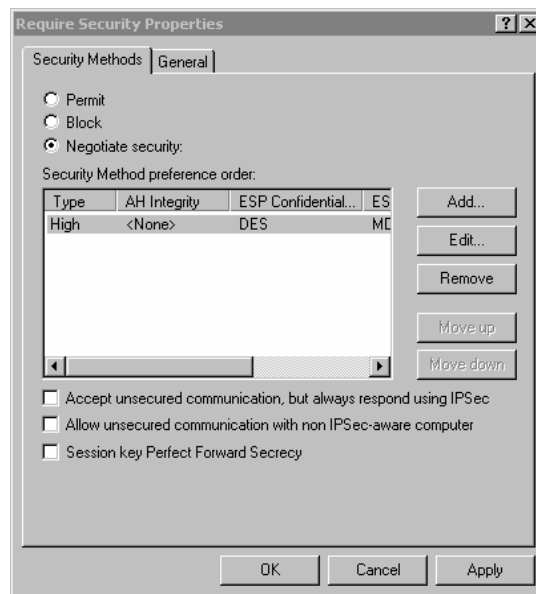 Require Security Properties
Security Methods General
Permit
Block
Negotiate security:
Security Method preference order:
Type AH Integrity ESP Confidential... ES
High <None> DES MD
Add...
Edit...
Remove
Move up
Move down
Accept unsecured communication, but always respond using IPSec
Allow unsecured communication with non IPSec-aware computer
Session key Perfect Forward Secrecy
OK Cancel Apply